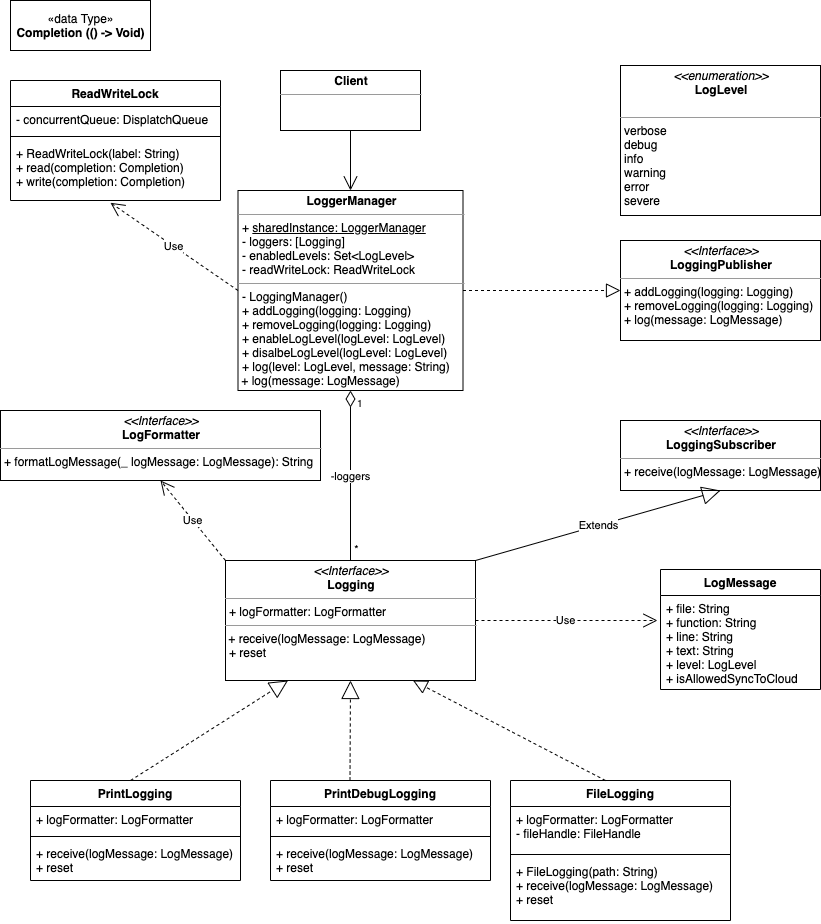 «data Type»
Completion (() -> Void)
ReadWriteLock
- concurrentQueue: DisplatchQueue
+ ReadWriteLock(label: String)
+ read(completion: Completion)
+ write(completion: Completion)
Client
<<enumeration>>
LogLevel
verbose
debug
info
warning
error
severe
LoggerManager
+ sharedInstance: LoggerManager
- loggers: [Logging]
- enabledLevels: Set<LogLevel>
- readWriteLock: ReadWriteLock
- LoggingManager()
+ addLogging(logging: Logging)
+ removeLogging(logging: Logging)
+ enableLogLevel(logLevel: LogLevel)
+ disalbeLogLevel(logLevel: LogLevel)
+ log(level: LogLevel, message: String)
+ log(message: LogMessage)
Use
<<Interface>>
LoggingPublisher
+ addLogging(logging: Logging)
+ removeLogging(logging: Logging)
+ log(message: LogMessage)
1
-loggers
*
<<Interface>>
LogFormatter
+ formatLogMessage(_ logMessage: LogMessage): String
Use
<<Interface>>
LoggingSubscriber
+ receive(logMessage: LogMessage)
Extends
<<Interface>>
Logging
+ logFormatter: LogFormatter
+ receive(logMessage: LogMessage)
+ reset
Use
LogMessage
+ file: String
+ function: String
+ line: String
+ text: String
+ level: LogLevel
+ isAllowedSyncToCloud
PrintLogging
+ logFormatter: LogFormatter
+ receive(logMessage: LogMessage)
+ reset
PrintDebugLogging
+ logFormatter: LogFormatter
+ receive(logMessage: LogMessage)
+ reset
FileLogging
+ logFormatter: LogFormatter
- fileHandle: FileHandle
+ FileLogging(path: String)
+ receive(logMessage: LogMessage)
+ reset